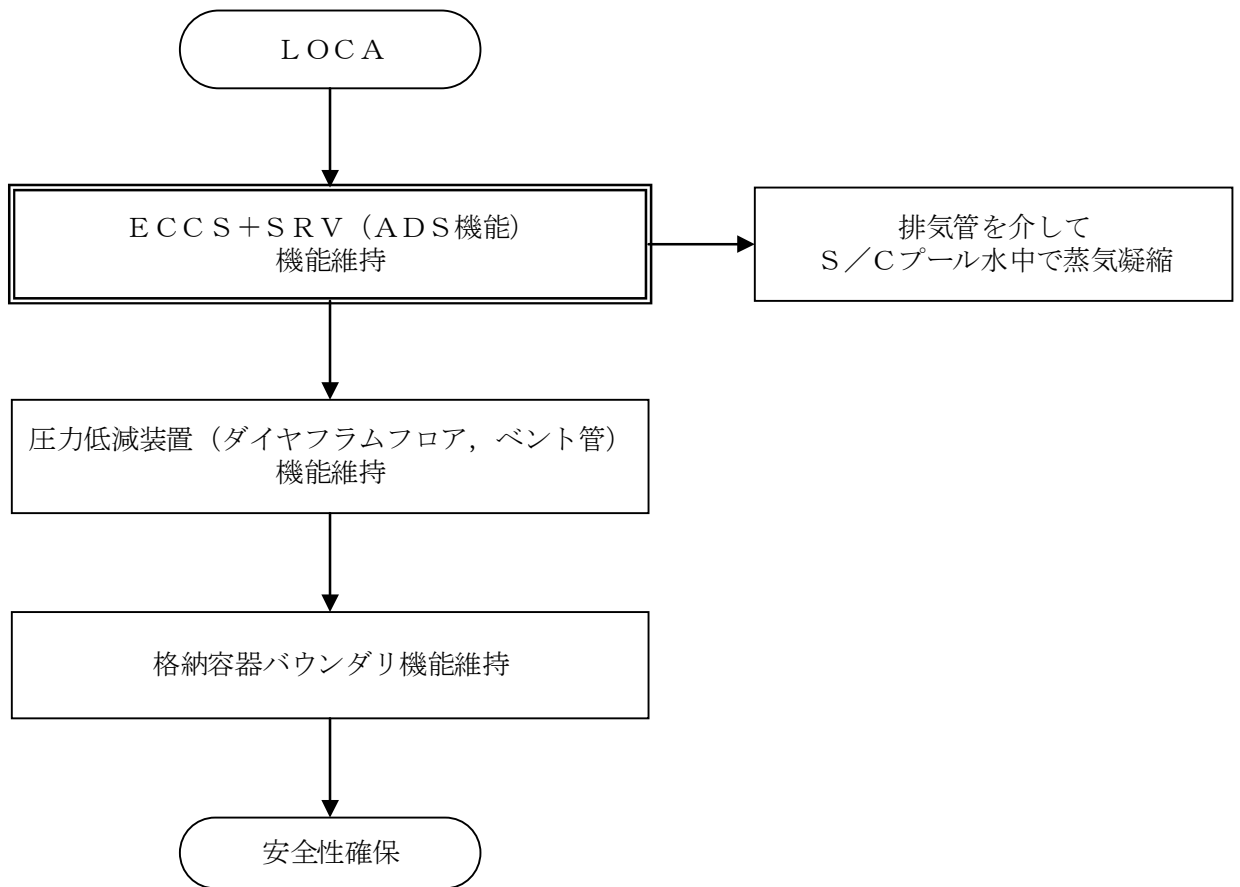 ＬＯＣＡ
ＥＣＣＳ＋ＳＲＶ（ＡＤＳ機能）
機能維持
排気管を介して
Ｓ／Ｃプール水中で蒸気凝縮
圧力低減装置（ダイヤフラムフロア，ベント管）
機能維持
格納容器バウンダリ機能維持
安全性確保